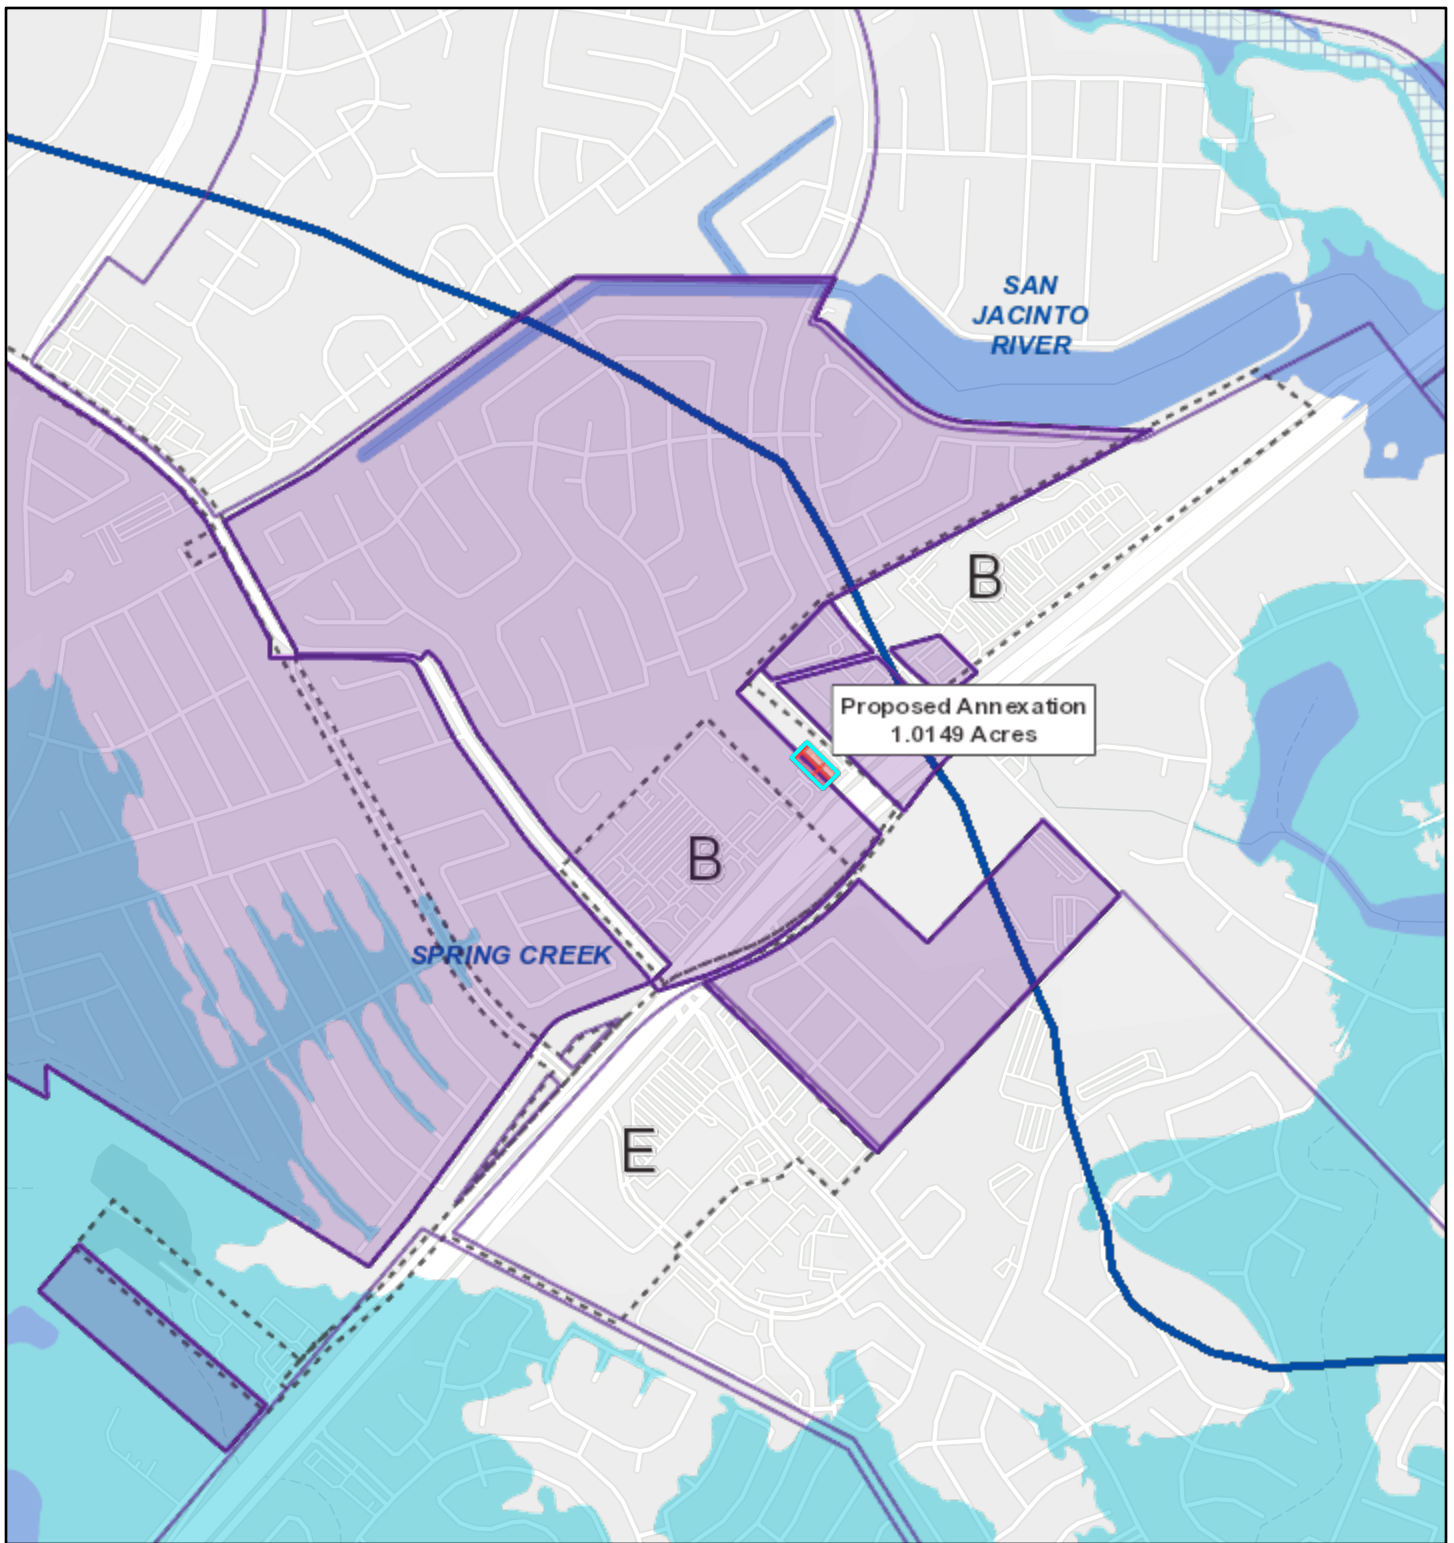 SAN
JACINTO
RIVER
B
Proposed Annexation
1.0149 Acres
B
SPRING CREEK
E